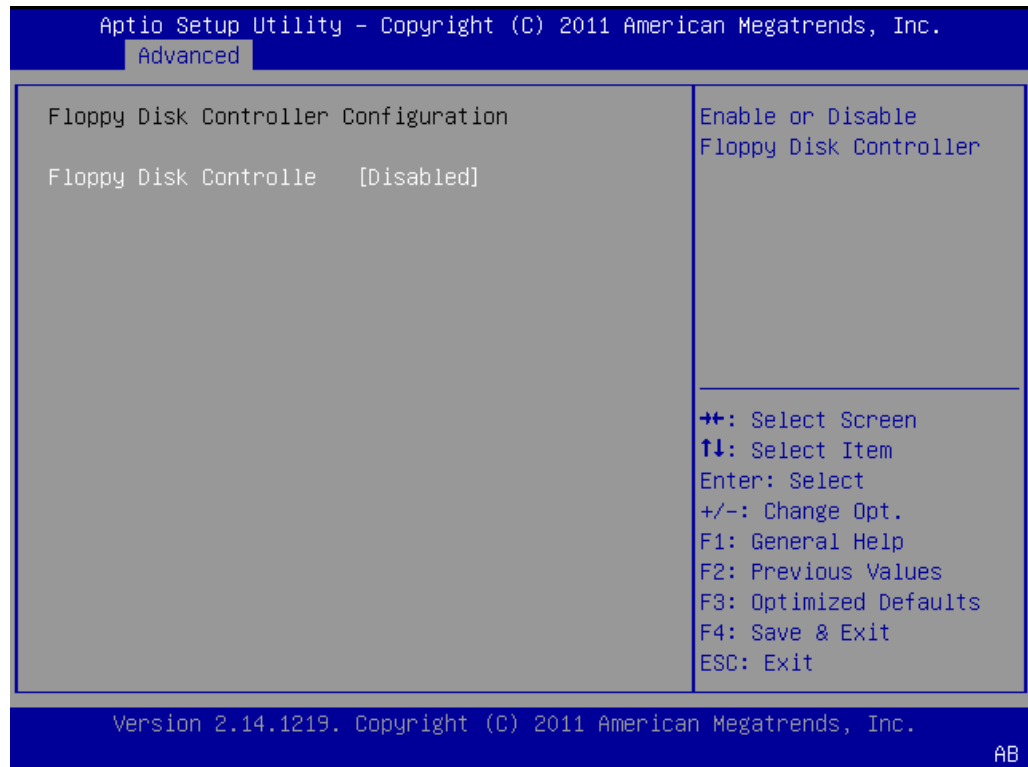 Aptio Setup Utility – Copyright (C) 2011 American Megatrends, Inc.
Advanced
Floppy Disk Controller Configuration
Floppy Disk Controlle [Disabled]
Enable or Disable
Floppy Disk Controller
→←: Select Screen
↑↓: Select Item
Enter: Select
+/-: Change Opt.
F1: General Help
F2: Previous Values
F3: Optimized Defaults
F4: Save & Exit
ESC: Exit
Version 2.14.1219. Copyright (C) 2011 American Megatrends, Inc.
AB